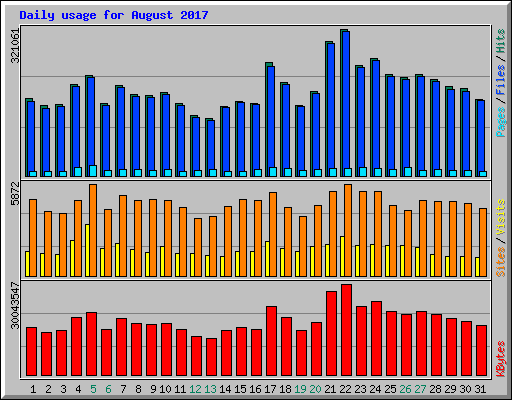 Daily usage for August 2017
321061
Pages / Files / Hits
5872
Sites / Visits
30043547
KBytes
1 2 3 4 5 6 7 8 9 10 11 12 13 14 15 16 17 18 19 20 21 22 23 24 25 26 27 28 29 30 31